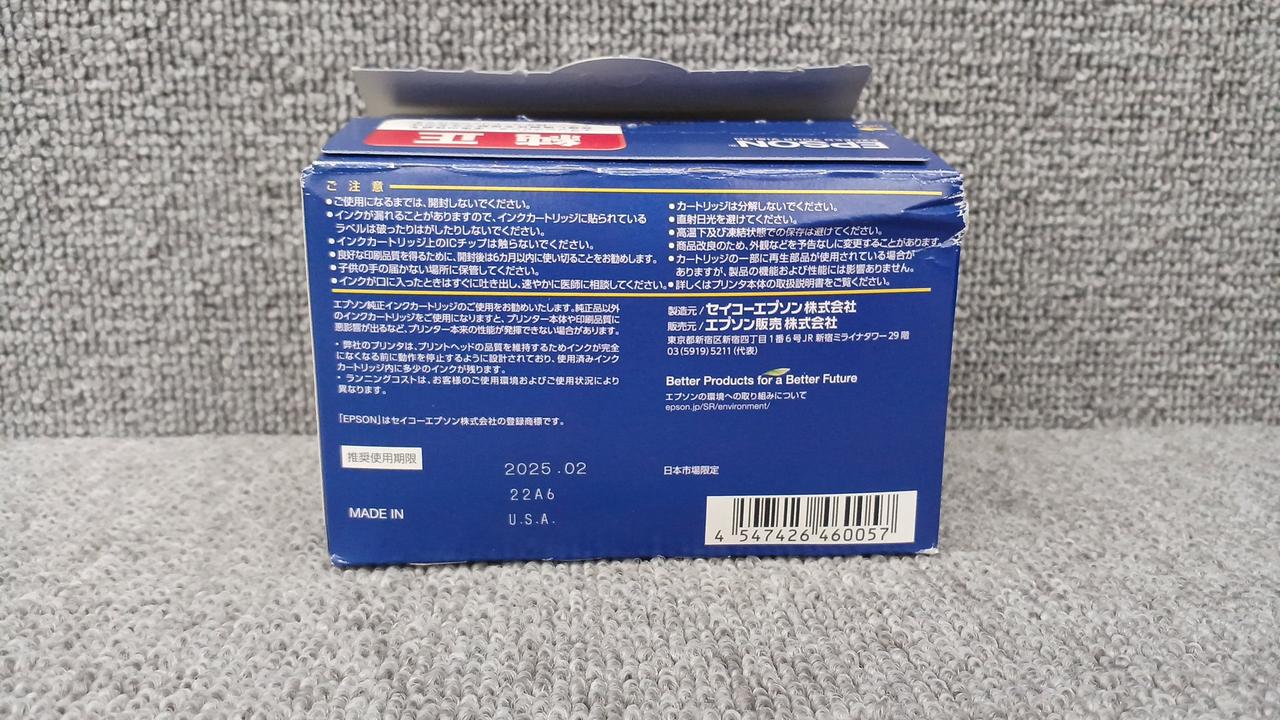 純正
EPSON
ご注意
●ご使用になるまでは、開封しないでください。
●インクが漏れることがありますので、インクカートリッジに貼られている
ラベルは破ったりはがしたりしないでください。
●インクカートリッジ上のICチップは触らないでください。
●良好な印刷品質を得るために、開封後は6カ月以内に使い切ることをお勧めします。
●子供の手の届かない場所に保管してください。
●インクが口に入ったときはすぐに吐き出し、速やかに医師に相談してください。
●カートリッジは分解しないでください。
●直射日光を避けてください。
●高温下及び凍結状態での保存は避けてください。
●商品改良のため、外観などを予告なしに変更することがあります。
●カートリッジの一部に再生部品が使用されている場合が
ありますが、製品の機能および性能には影響ありません。
●詳しくはプリンタ本体の取扱説明書をご覧ください。
エプソン純正インクカートリッジのご使用をお勧めいたします。純正品以外
のインクカートリッジをご使用になりますと、プリンター本体や印刷品質に
悪影響が出るなど、プリンター本来の性能が発揮できない場合があります。
・弊社のプリンタは、プリントヘッドの品質を維持するためインクが完全
になくなる前に動作を停止するように設計されており、使用済みインク
カートリッジ内に多少のインクが残ります。
・ランニングコストは、お客様のご使用環境およびご使用状況により
異なります。
「EPSON」はセイコーエプソン株式会社の登録商標です。
製造元/セイコーエプソン株式会社
販売元/エプソン販売株式会社
東京都新宿区新宿四丁目1番6号JR新宿ミライナタワー29階
03(5919)5211(代表)
Better Products for a Better Future
エプソンの環境への取り組みについて
epson.jp/SR/environment/
推奨使用期限
2025.02
22A6
MADE IN
U.S.A.
日本市場限定
4 547426 460057